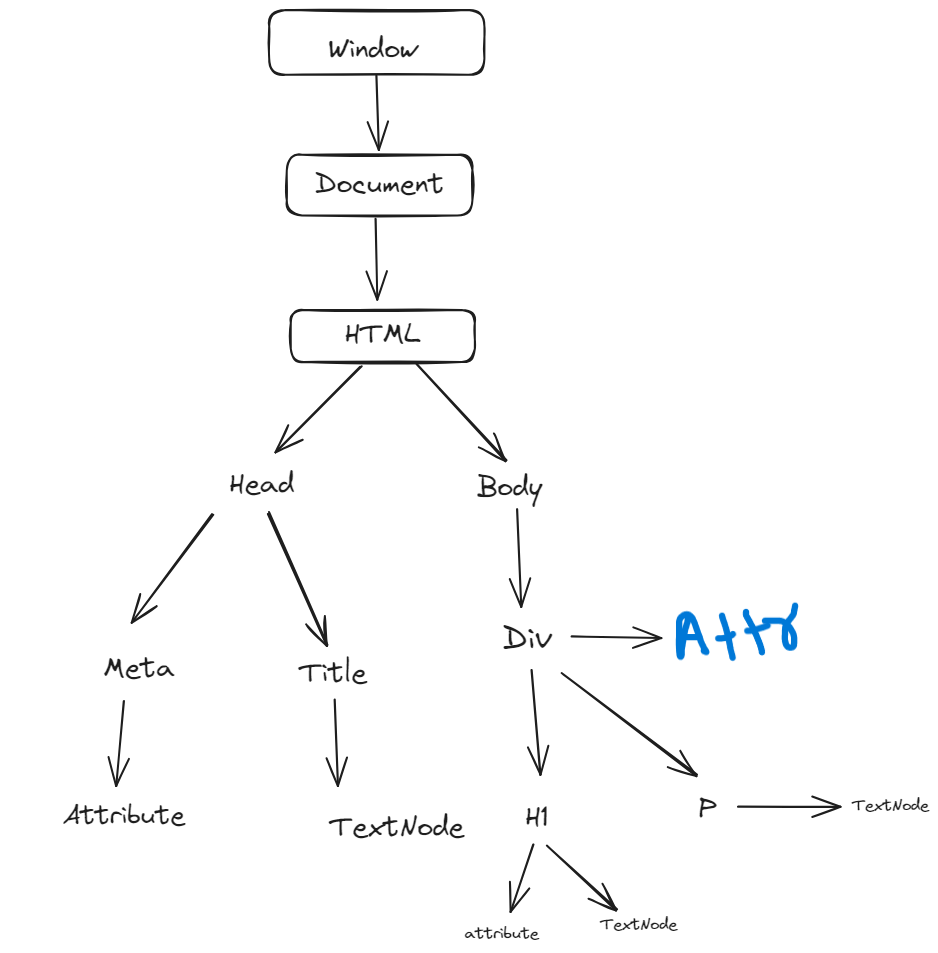 Window
Document
HTML
Head
Body
Div
Attr
Meta
Title
Attribute
TextNode
H1
P
TextNode
attribute
TextNode